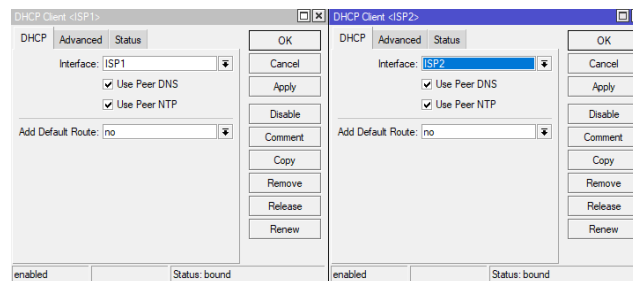 DHCP Client <ISP1>
DHCP Advanced Status
Interface: ISP1
Use Peer DNS
Use Peer NTP
Add Default Route: no
OK
Cancel
Apply
Disable
Comment
Copy
Remove
Release
Renew
enabled Status: bound
DHCP Client <ISP2>
DHCP Advanced Status
Interface: ISP2
Use Peer DNS
Use Peer NTP
Add Default Route: no
OK
Cancel
Apply
Disable
Comment
Copy
Remove
Release
Renew
enabled Status: bound